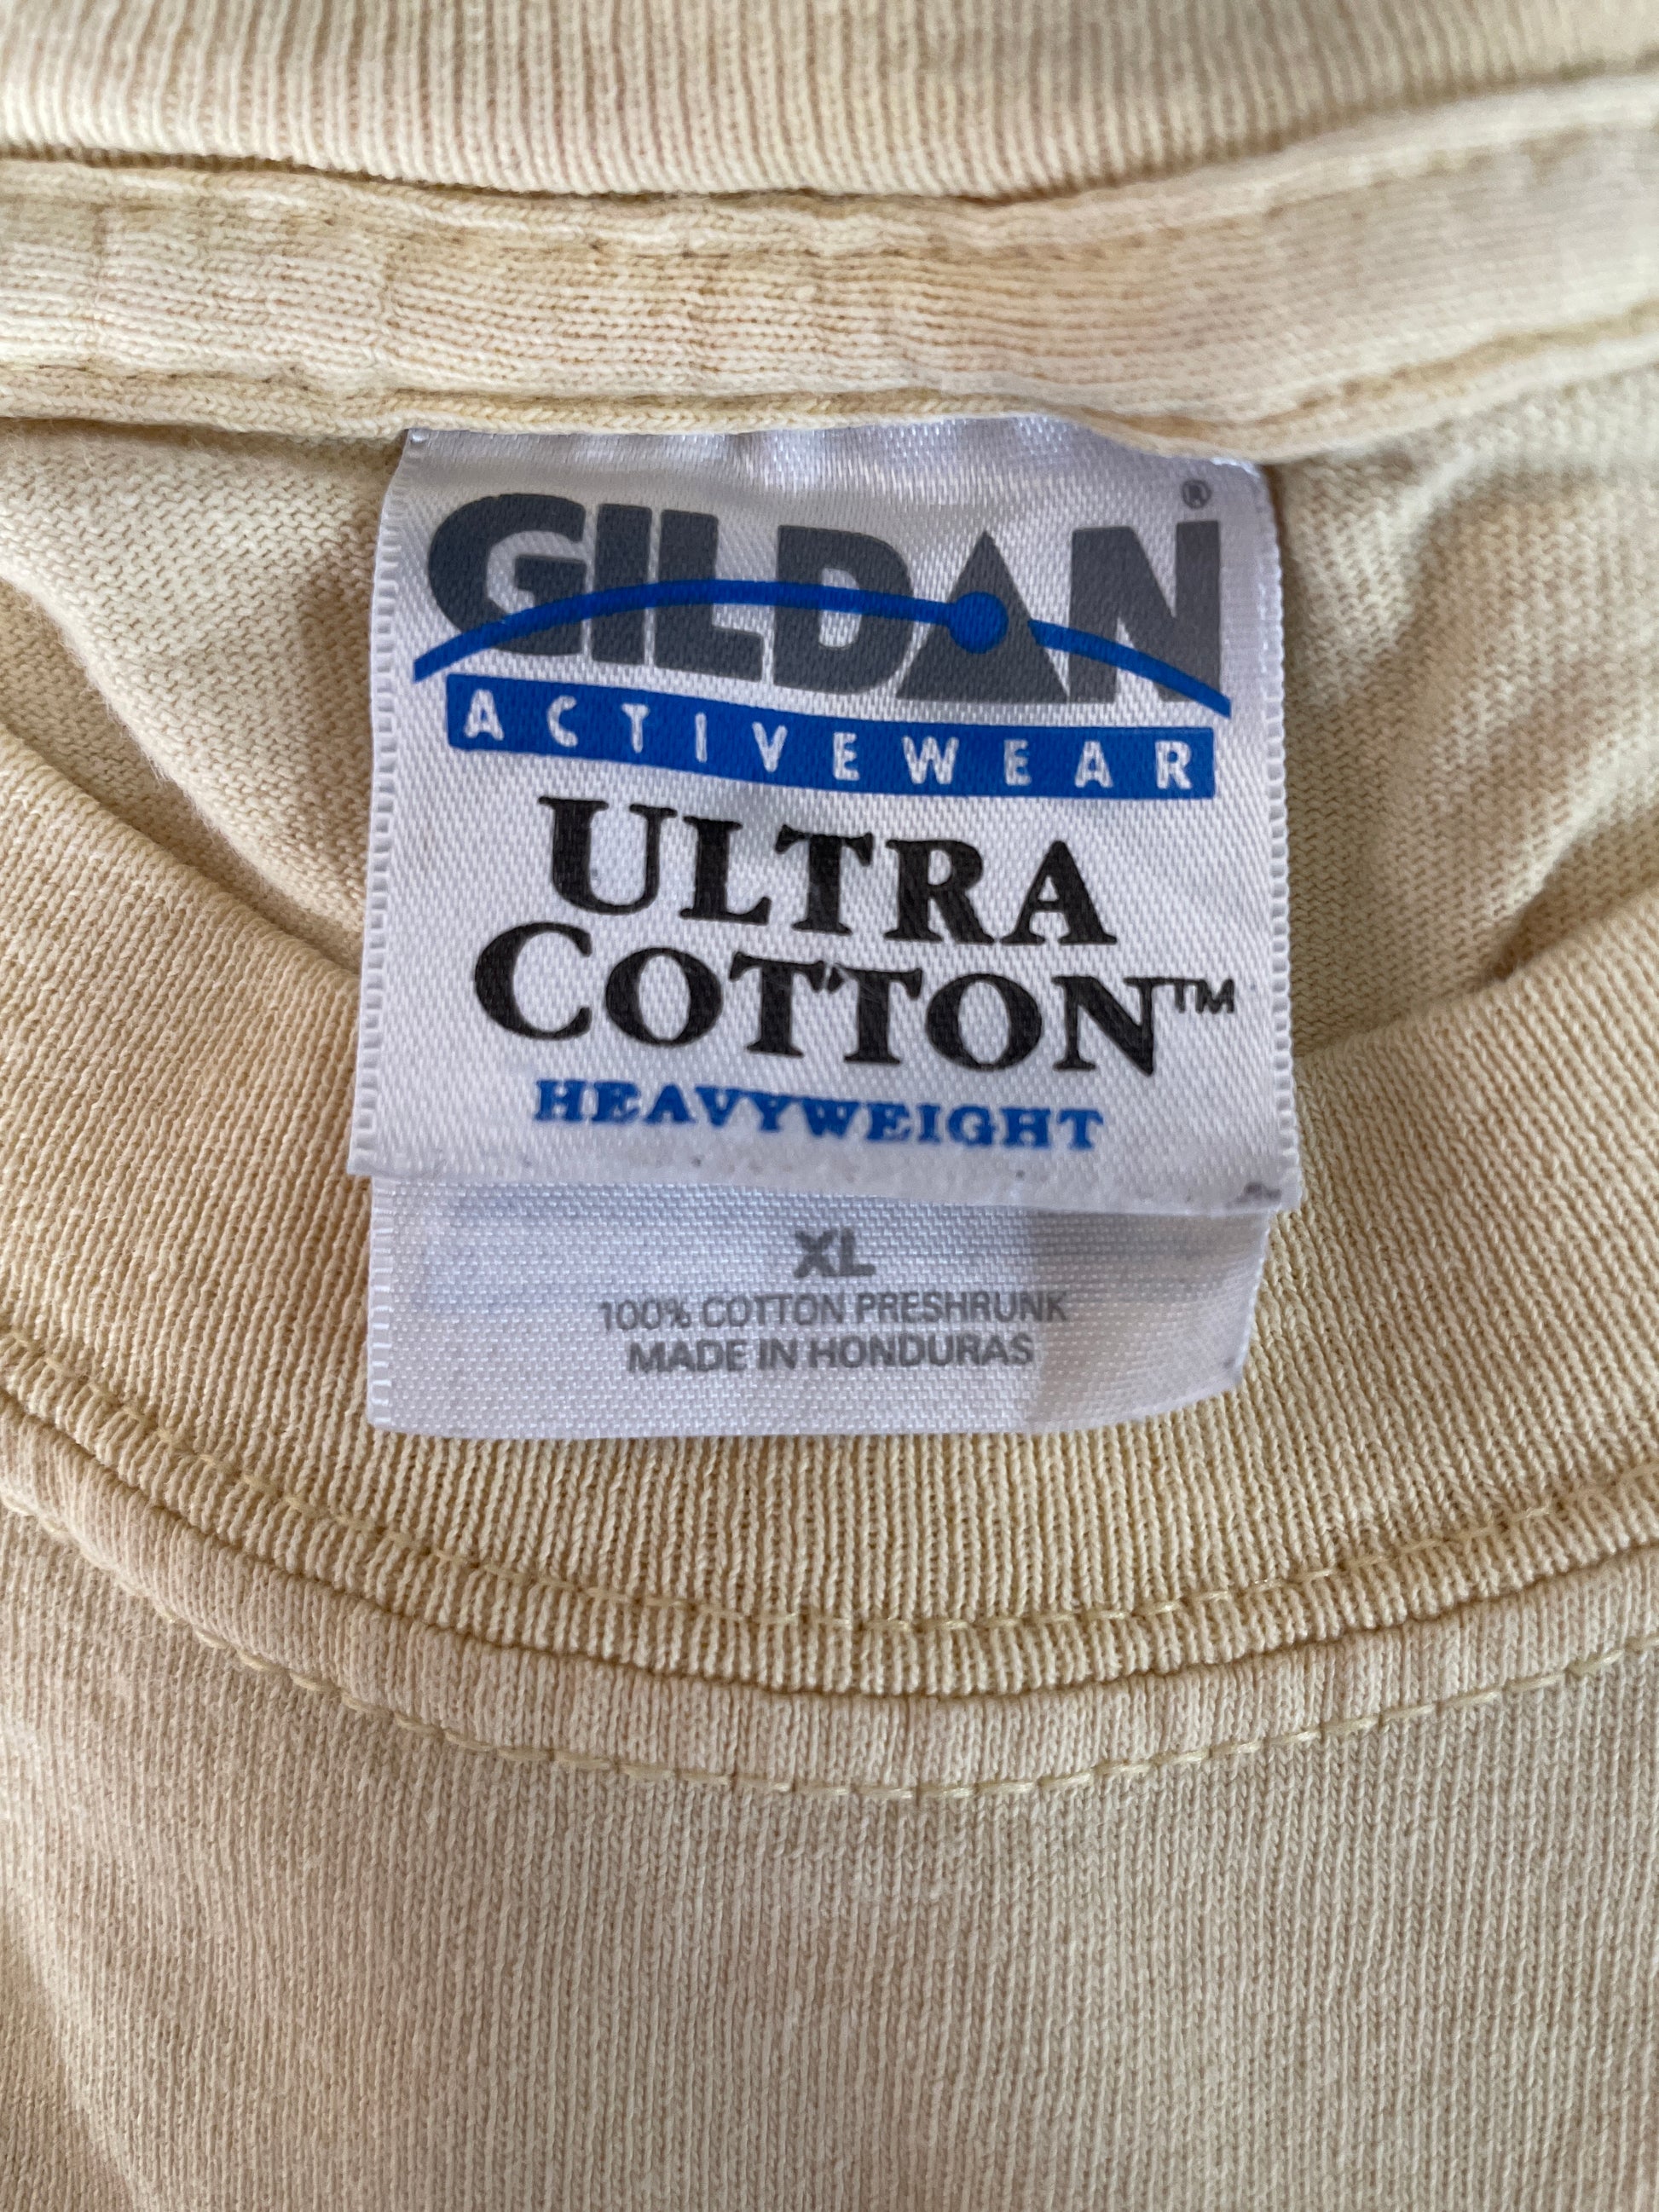 GILDAN®
ACTIVEWEAR
ULTRA
COTTON™
HEAVYWEIGHT
XL
100% COTTON PRESHRUNK
MADE IN HONDURAS